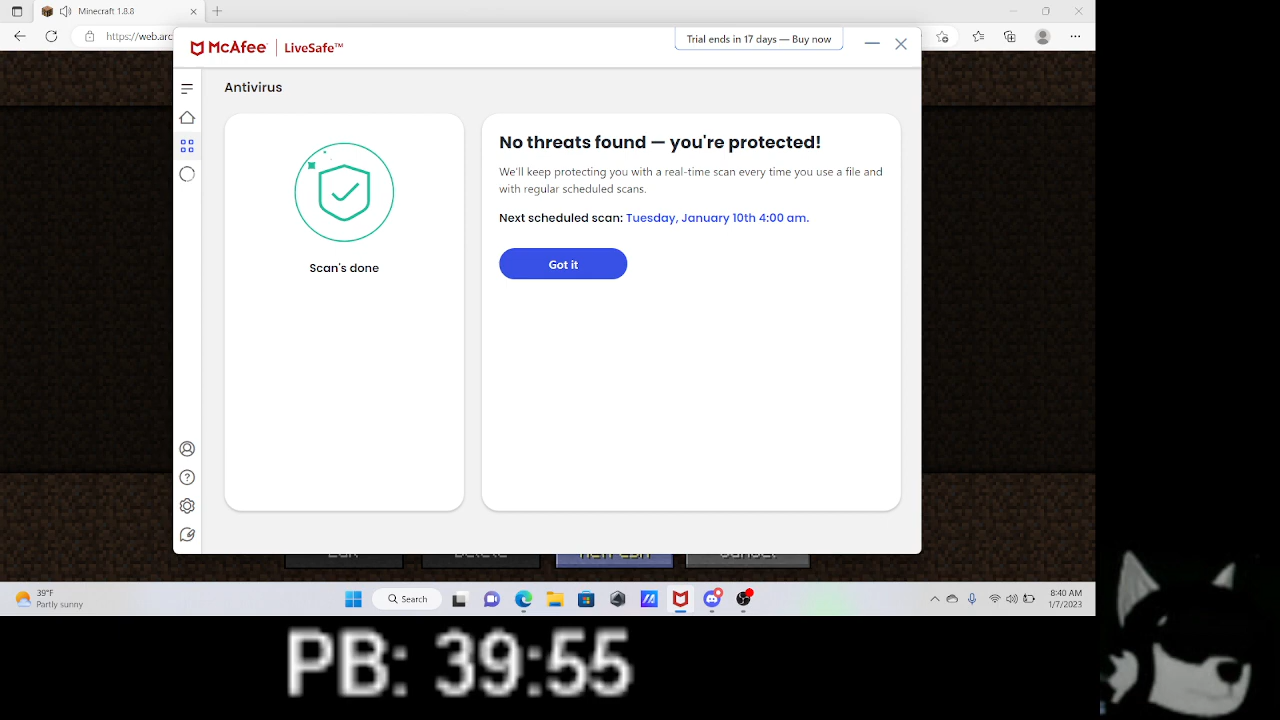 Minecraft 1.8.8
https://web.arc
McAfee | LiveSafe™
Trial ends in 17 days — Buy now
Antivirus
Scan's done
No threats found — you're protected!
We'll keep protecting you with a real-time scan every time you use a file and
with regular scheduled scans.
Next scheduled scan: Tuesday, January 10th 4:00 am.
Got it
39°F
Partly sunny
Search
8:40 AM
1/7/2023
PB: 39:55